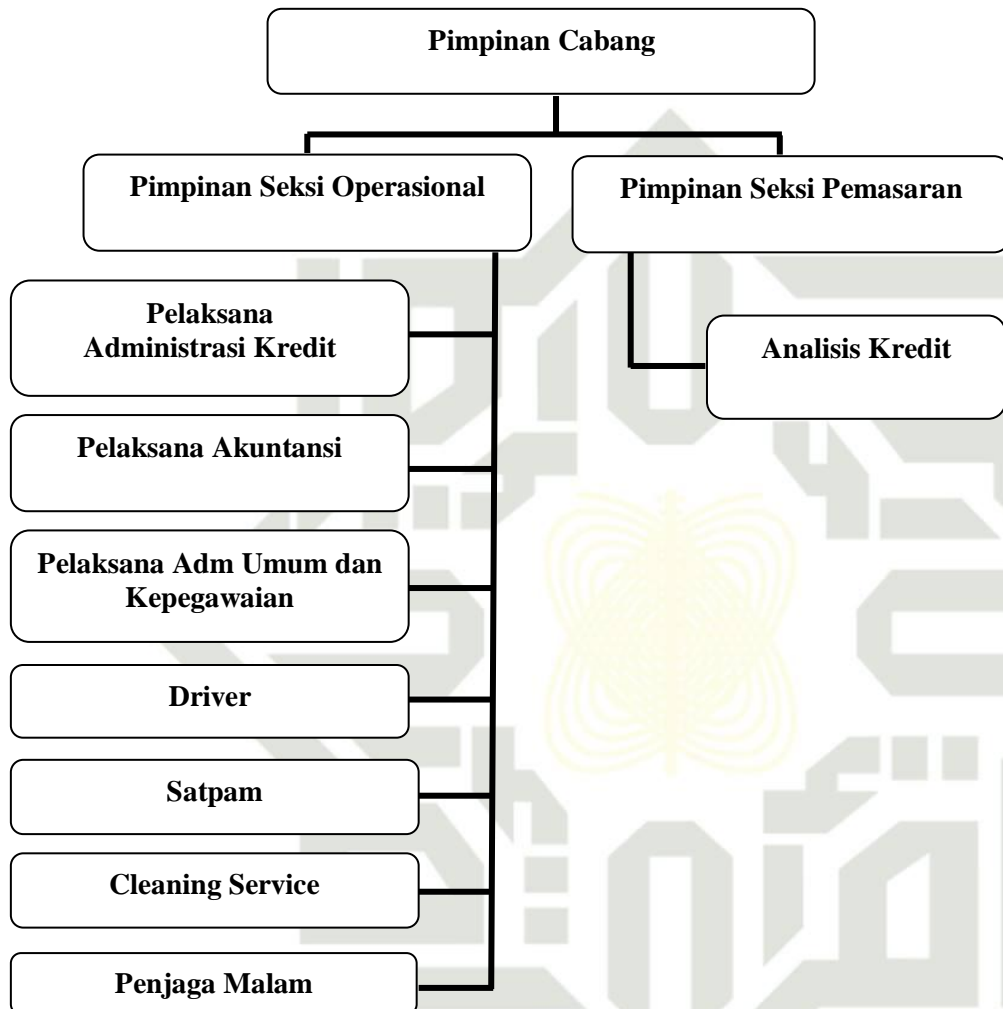 Pimpinan Cabang
Pimpinan Seksi Operasional
Pimpinan Seksi Pemasaran
Pelaksana
Administrasi Kredit
Analisis Kredit
Pelaksana Akuntansi
Pelaksana Adm Umum dan
Kepegawaian
Driver
Satpam
Cleaning Service
Penjaga Malam